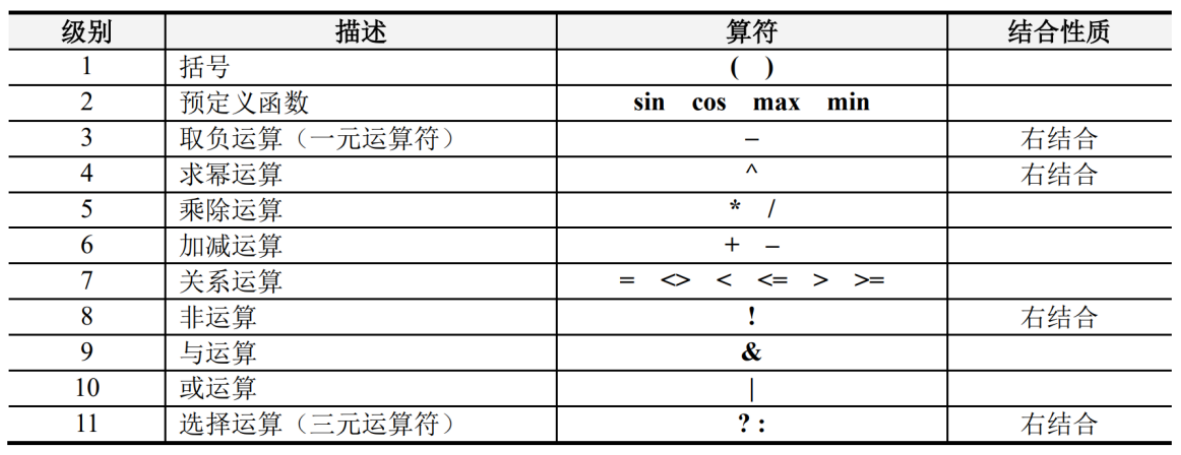 级别 描述 算符 结合性质
1 括号 ( )
2 预定义函数 sin cos max min
3 取负运算（一元运算符） – 右结合
4 求幂运算 ^ 右结合
5 乘除运算 * /
6 加减运算 + –
7 关系运算 = <> < <= > >=
8 非运算 ! 右结合
9 与运算 &
10 或运算 |
11 选择运算（三元运算符） ? : 右结合